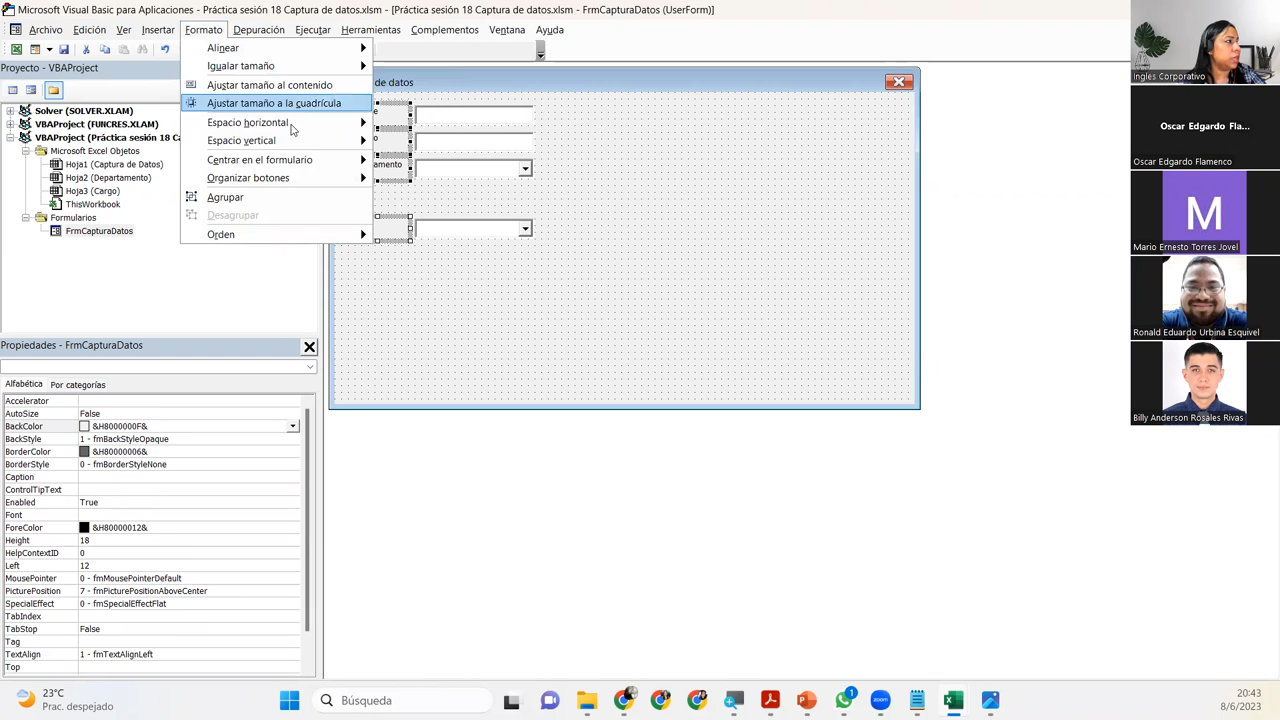 Microsoft Visual Basic para Aplicaciones - Práctica sesión 18 Captura de datos.xlsm - [Práctica sesión 18 Captura de datos.xlsm - FrmCapturaDatos (UserForm)]
Archivo Edición Ver Insertar Formato Depuración Ejecutar Herramientas Complementos Ventana Ayuda
Alinear
Igualar tamaño
Ajustar tamaño al contenido
Ajustar tamaño a la cuadrícula
Espacio horizontal
Espacio vertical
Centrar en el formulario
Organizar botones
Agrupar
Desagrupar
Orden
Proyecto - VBAProject
Solver (SOLVER.XLAM)
VBAProject (FUNCRES.XLAM)
VBAProject (Práctica sesión 18 Ca
Microsoft Excel Objetos
Hoja1 (Captura de Datos)
Hoja2 (Departamento)
Hoja3 (Cargo)
ThisWorkbook
Formularios
FrmCapturaDatos
de datos
e
o
amento
Propiedades - FrmCapturaDatos
Alfabética Por categorías
Accelerator
AutoSize False
BackColor &H8000000F&
BackStyle 1 - fmBackStyleOpaque
BorderColor &H80000006&
BorderStyle 0 - fmBorderStyleNone
Caption
ControlTipText
Enabled True
Font
ForeColor &H80000012&
Height 18
HelpContextID 0
Left 12
MousePointer 0 - fmMousePointerDefault
PicturePosition 7 - fmPicturePositionAboveCenter
SpecialEffect 0 - fmSpecialEffectFlat
TabIndex
TabStop False
Tag
TextAlign 1 - fmTextAlignLeft
Top
Ingles Corporativo
Oscar Edgardo Fla...
Oscar Edgardo Flamenco
M
Mario Ernesto Torres Jovel
Ronald Eduardo Urbina Esquivel
Billy Anderson Rosales Rivas
23°C
Prac. despejado
Búsqueda
1
zoom
20:43
8/6/2023